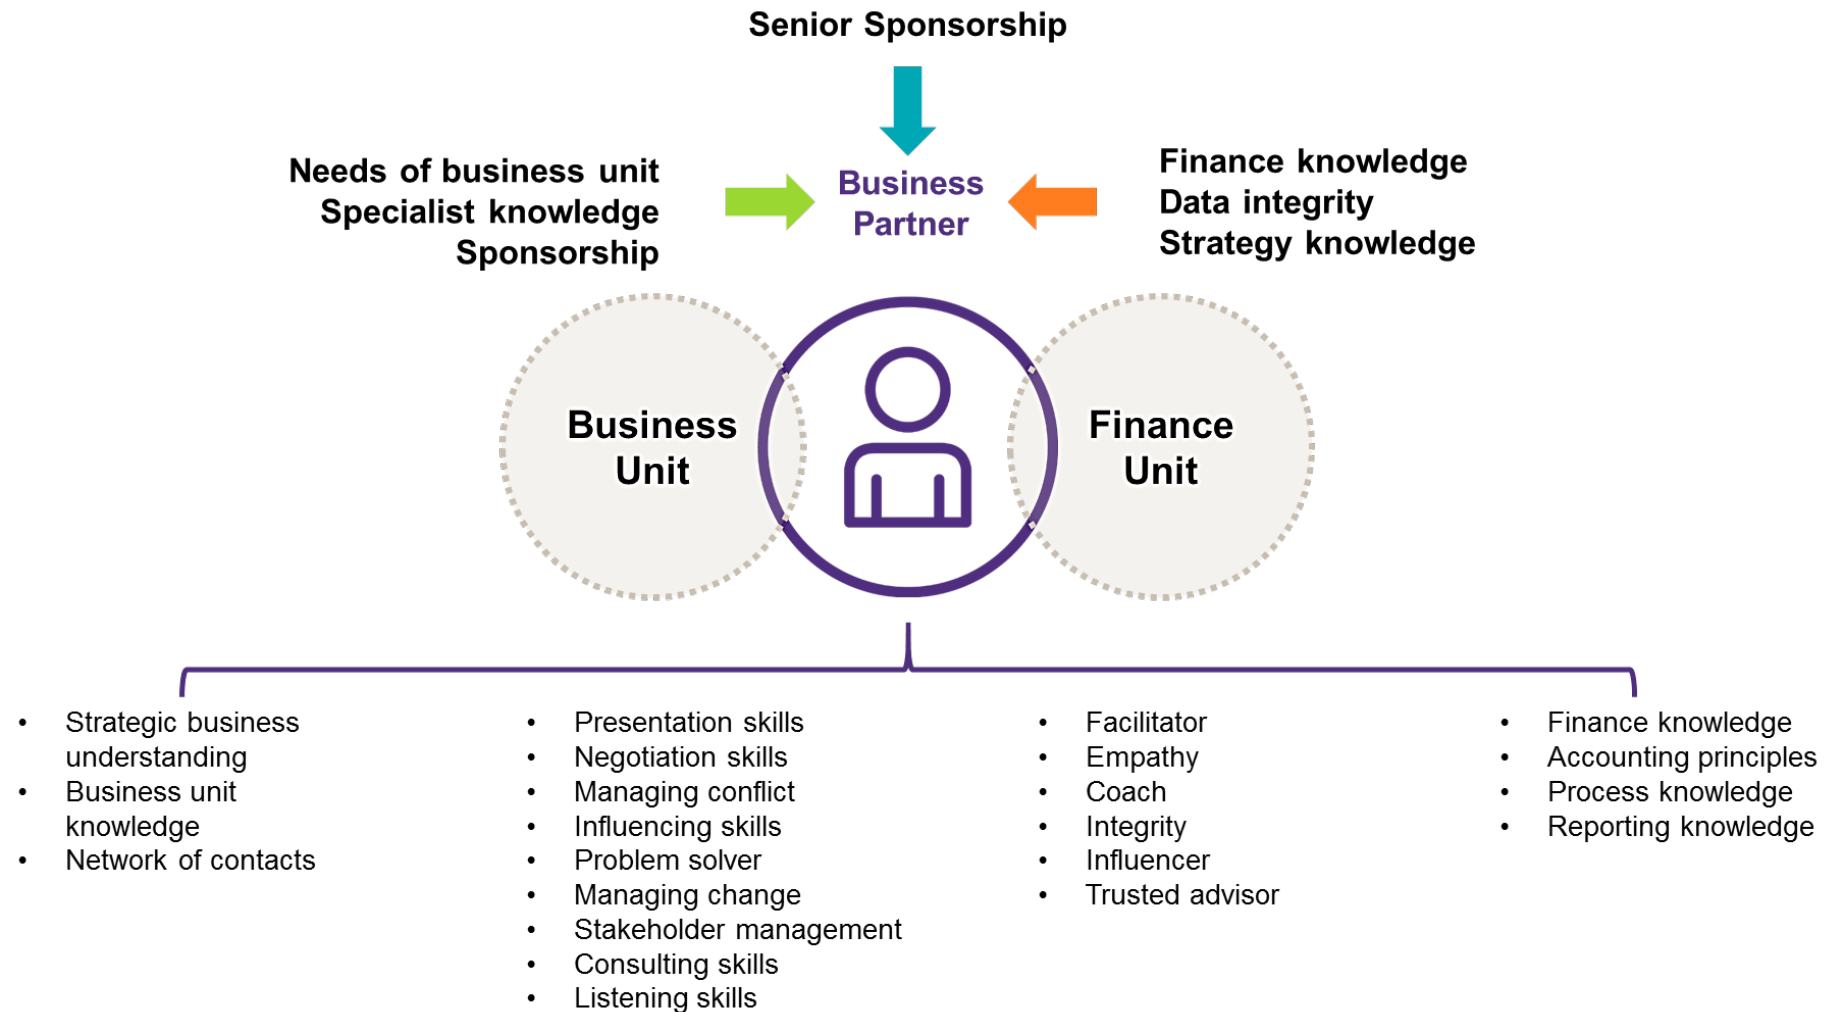 Senior Sponsorship
Needs of business unit
Specialist knowledge
Sponsorship
Business
Partner
Finance knowledge
Data integrity
Strategy knowledge
Business
Unit
Finance
Unit
• Strategic business
understanding
• Business unit
knowledge
• Network of contacts
• Presentation skills
• Negotiation skills
• Managing conflict
• Influencing skills
• Problem solver
• Managing change
• Stakeholder management
• Consulting skills
• Listening skills
• Facilitator
• Empathy
• Coach
• Integrity
• Influencer
• Trusted advisor
• Finance knowledge
• Accounting principles
• Process knowledge
• Reporting knowledge